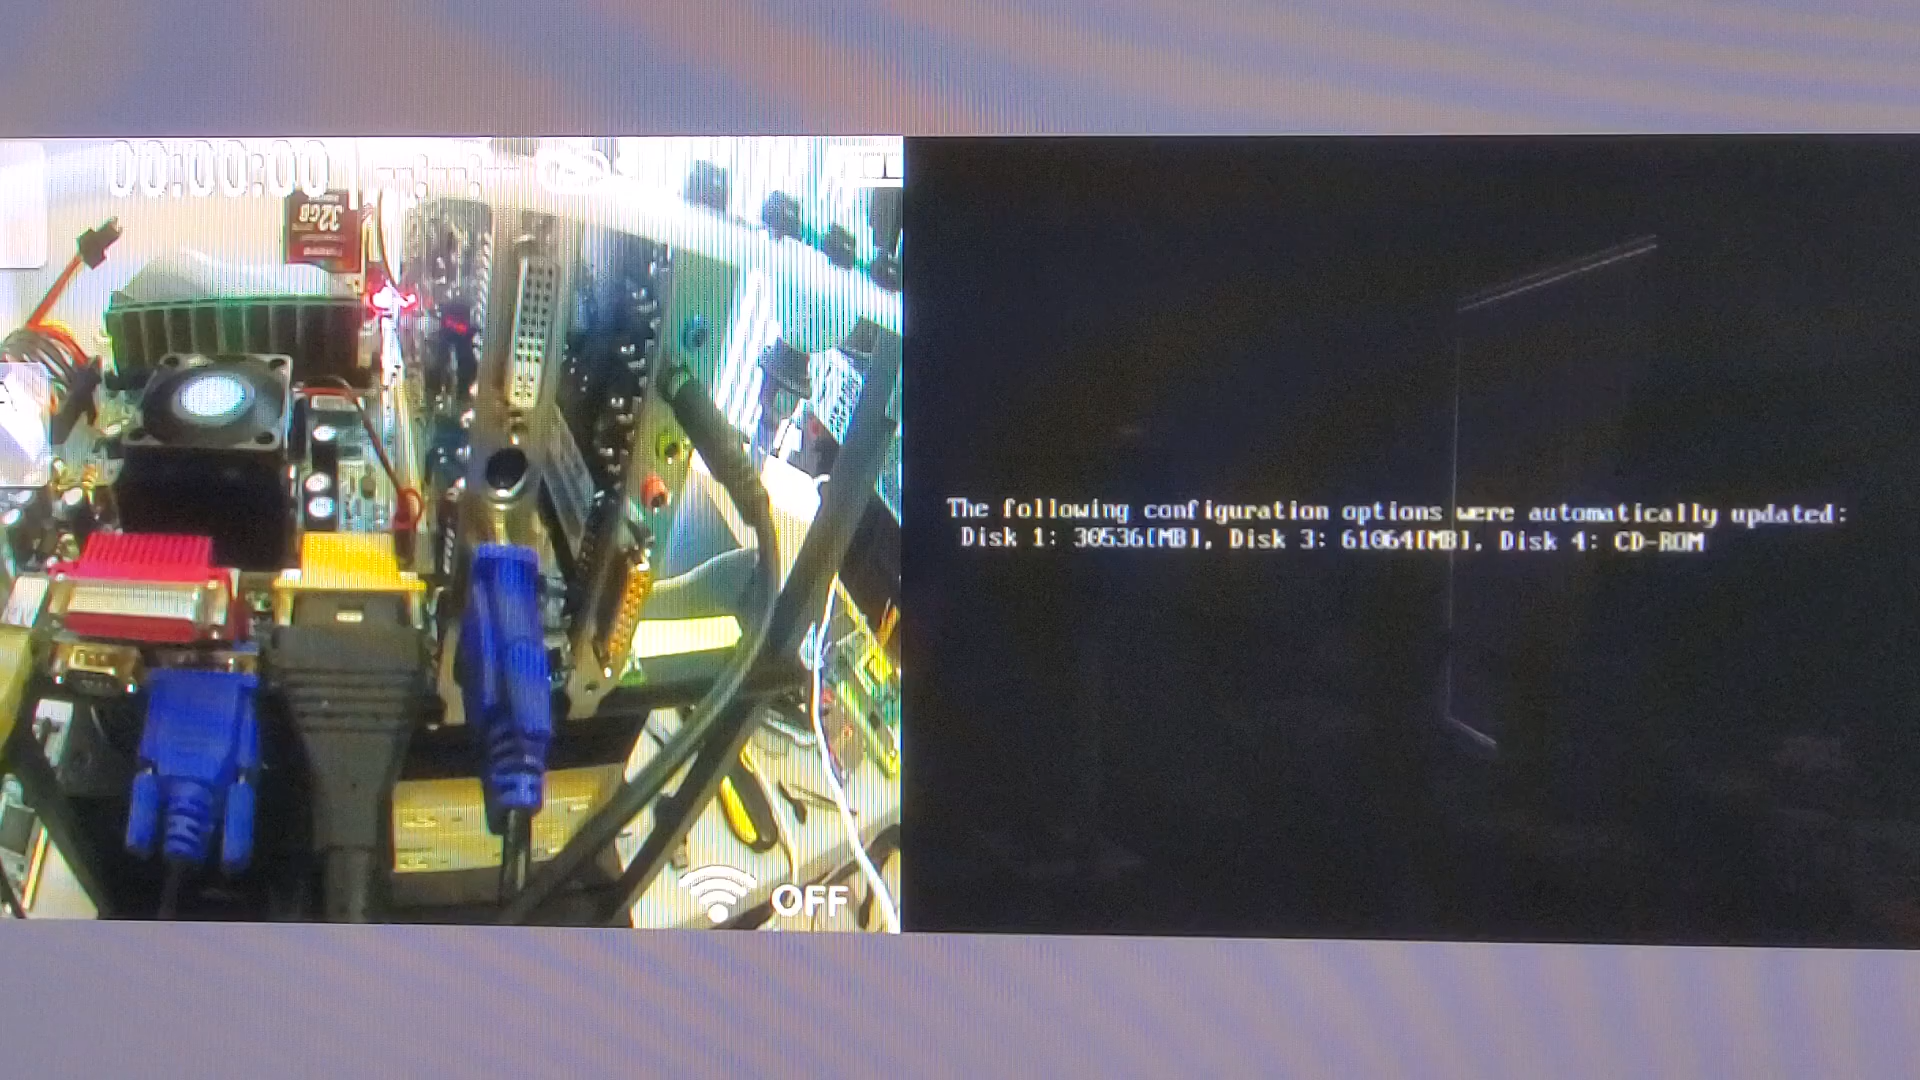 00:00:00
32GB
OFF
The following configuration options were automatically updated:
Disk 1: 30536[MB], Disk 3: 61064[MB], Disk 4: CD-ROM